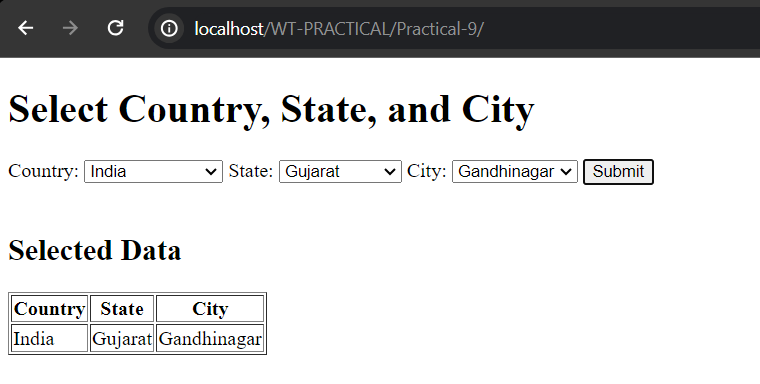 localhost/WT-PRACTICAL/Practical-9/
Select Country, State, and City
Country: India State: Gujarat City: Gandhinagar Submit
Selected Data
Country State City
India Gujarat Gandhinagar